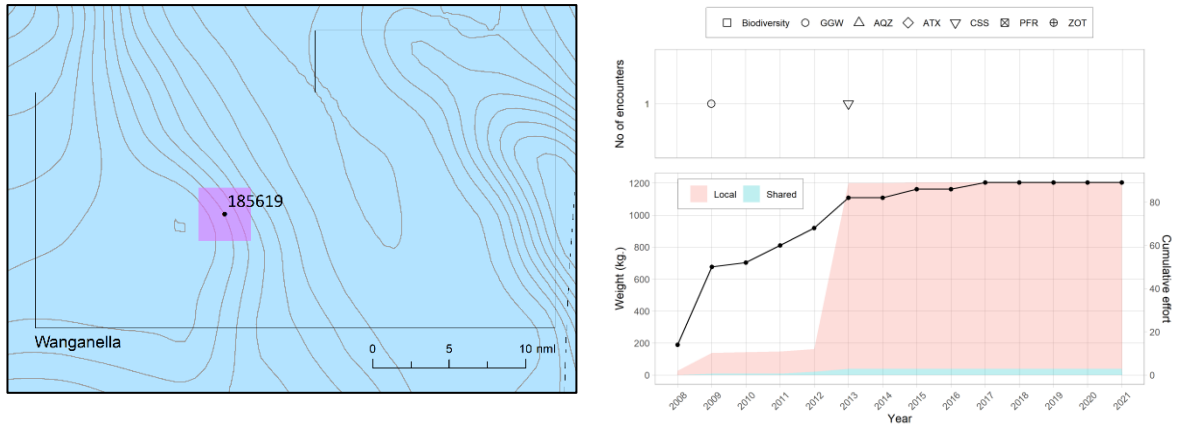 185619
Wanganella
0 5 10 nml
Biodiversity GGW AQZ ATX CSS PFR ZOT
No of encounters
1
Local Shared
Weight (kg.)
1200
1000
800
600
400
200
0
Cumulative effort
80
60
40
20
0
2008 2009 2010 2011 2012 2013 2014 2015 2016 2017 2018 2019 2020 2021
Year